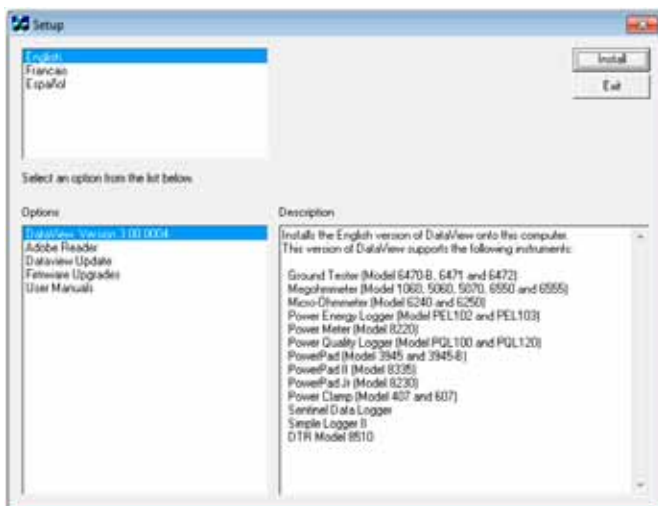 Setup
English
Francais
Español
Install
Exit
Select an option from the list below.
Options
DataView, Version 3.00.0004
Adobe Reader
Dataview Update
Firmware Upgrades
User Manuals
Description
Installs the English version of DataView onto this computer.
This version of DataView supports the following instruments:
Ground Tester (Model 6470-B, 6471 and 6472)
Megohmmeter (Model 1060, 5060, 5070, 6550 and 6555)
Micro-Ohmmeter (Model 6240 and 6250)
Power Energy Logger (Model PEL102 and PEL103)
Power Meter (Model 8220)
Power Quality Logger (Model PQL100 and PQL120)
PowerPad (Model 3945 and 3945-B)
PowerPad II (Model 8335)
PowerPad Jr (Model 8230)
Power Clamp (Model 407 and 607)
Sentinel Data Logger
Simple Logger II
DTR Model 8510